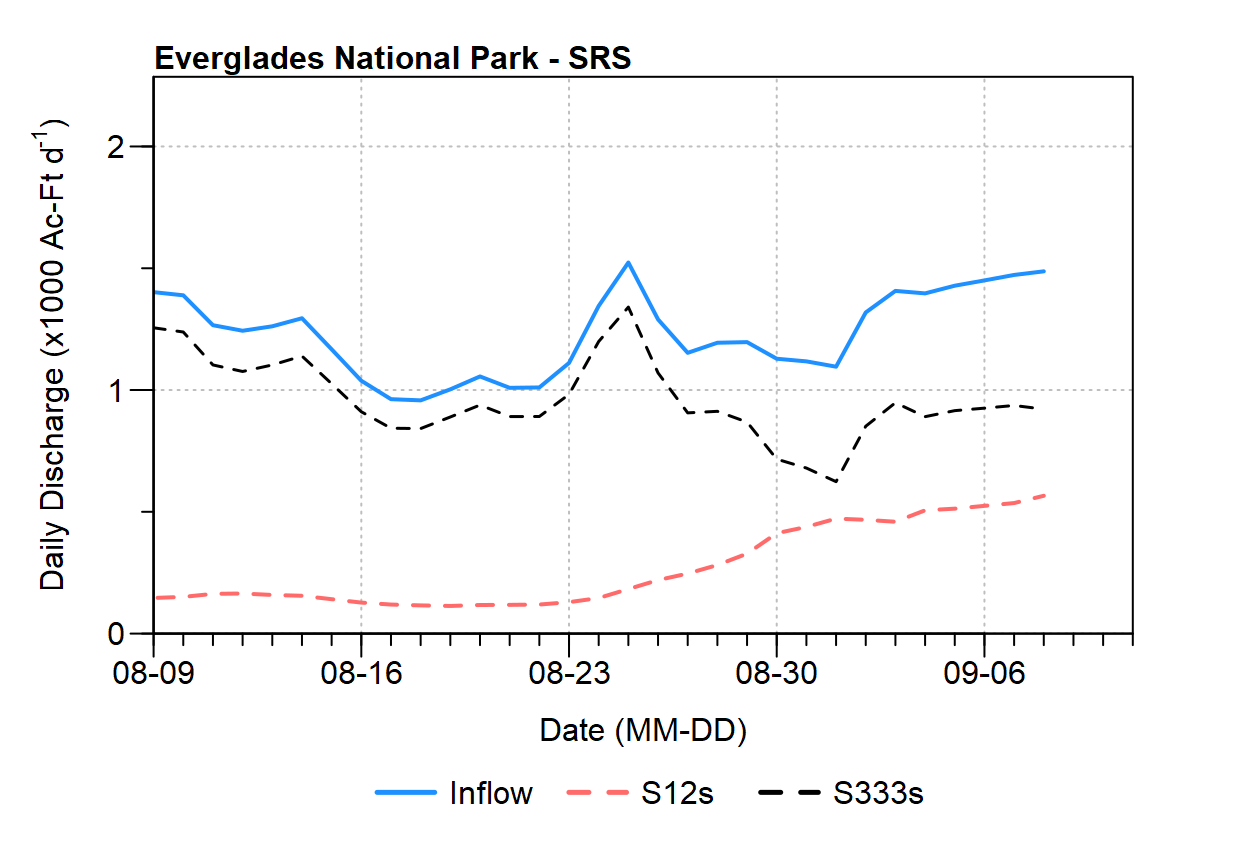 Everglades National Park - SRS
Daily Discharge (x1000 Ac-Ft d⁻¹)
2
1
0
08-09 08-16 08-23 08-30 09-06
Date (MM-DD)
Inflow S12s S333s